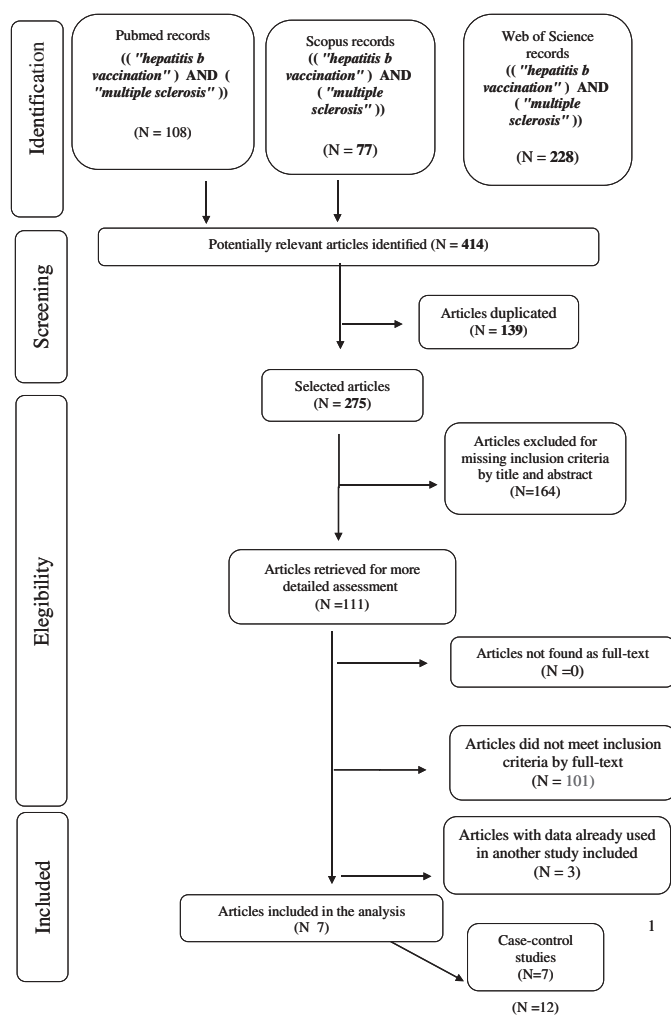 Identification
Pubmed records
(( "hepatitis b
vaccination" ) AND (
"multiple sclerosis" ))
(N = 108)
Scopus records
(( "hepatitis b
vaccination" ) AND
( "multiple
sclerosis" ))
(N = 77)
Web of Science
records
(( "hepatitis b
vaccination" ) AND
( "multiple
sclerosis" ))
(N = 228)
Screening
Potentially relevant articles identified (N = 414)
Articles duplicated
(N = 139)
Selected articles
(N = 275)
Elegibility
Articles excluded for
missing inclusion criteria
by title and abstract
(N=164)
Articles retrieved for more
detailed assessment
(N =111)
Articles not found as full-text
(N =0)
Articles did not meet inclusion
criteria by full-text
(N = 101)
Included
Articles with data already used
in another study included
(N = 3)
Articles included in the analysis
(N 7)
1
Case-control
studies
(N=7)
(N =12)